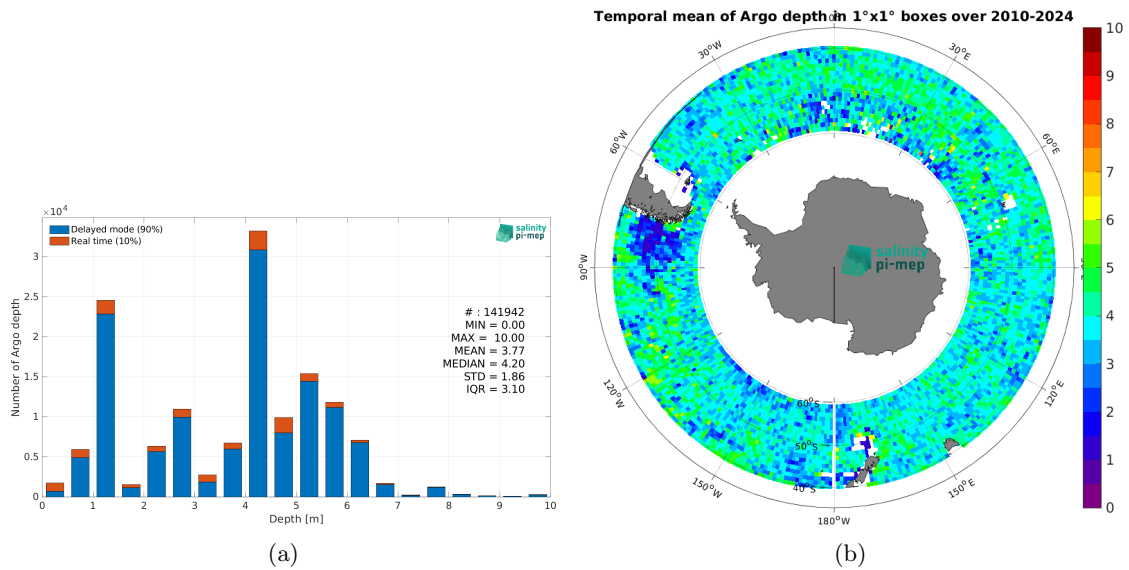 Temporal mean of Argo depth in 1°x1° boxes over 2010-2024
×10⁴
Delayed mode (90%)
Real time (10%)
salinity
pi-mep
# : 141942
MIN = 0.00
MAX = 10.00
MEAN = 3.77
MEDIAN = 4.20
STD = 1.86
IQR = 3.10
3
2.5
2
1.5
1
0.5
0
Number of Argo depth
0 1 2 3 4 5 6 7 8 9 10
Depth [m]
(a)
30°W
30°E
60°W
60°E
90°W
120°W
120°E
150°W
150°E
180°W
60°S
50°S
40°S
salinity
pi-mep
10
9
8
7
6
5
4
3
2
1
0
(b)